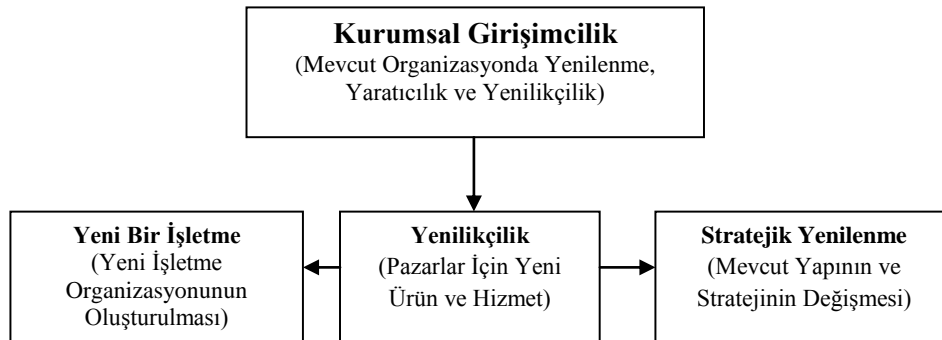 Kurumsal Girişimcilik
(Mevcut Organizasyonda Yenilenme,
Yaratıcılık ve Yenilikçilik)
Yeni Bir İşletme
(Yeni İşletme
Organizasyonunun
Oluşturulması)
Yenilikçilik
(Pazarlar İçin Yeni
Ürün ve Hizmet)
Stratejik Yenilenme
(Mevcut Yapının ve
Stratejinin Değişmesi)